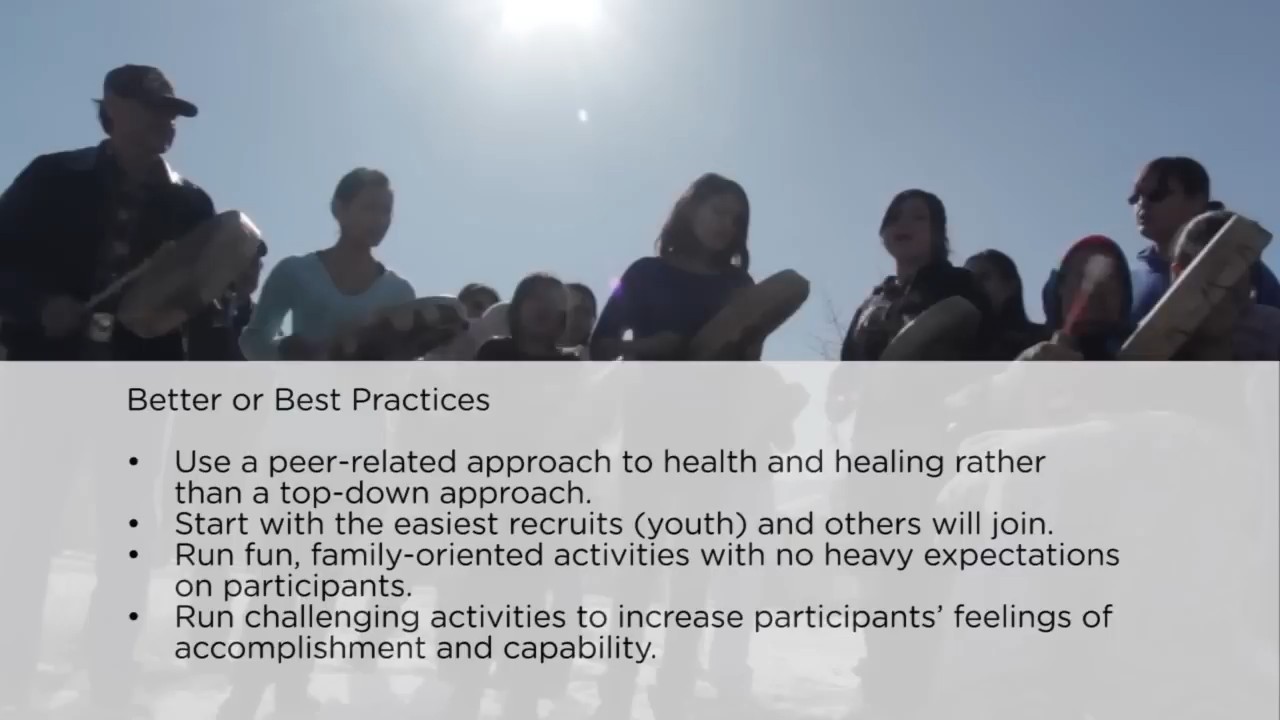 Better or Best Practices
• Use a peer-related approach to health and healing rather
than a top-down approach.
• Start with the easiest recruits (youth) and others will join.
• Run fun, family-oriented activities with no heavy expectations
on participants.
• Run challenging activities to increase participants’ feelings of
accomplishment and capability.